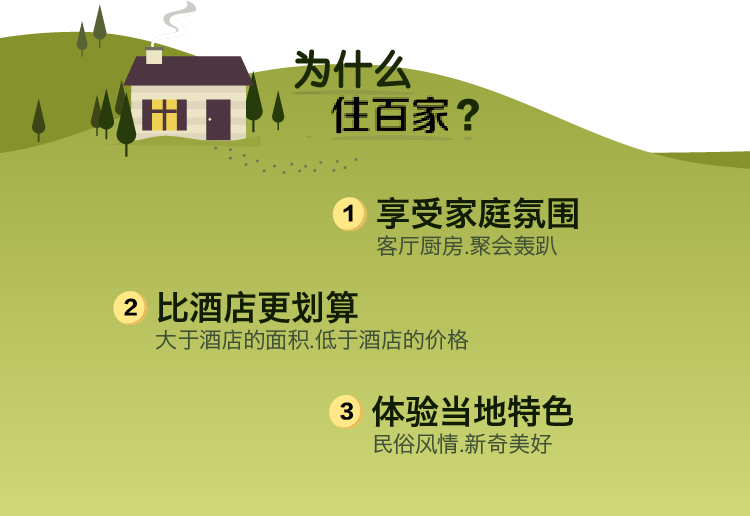 为什么
住百家?
1 享受家庭氛围
客厅厨房.聚会轰趴
2 比酒店更划算
大于酒店的面积.低于酒店的价格
3 体验当地特色
民俗风情.新奇美好